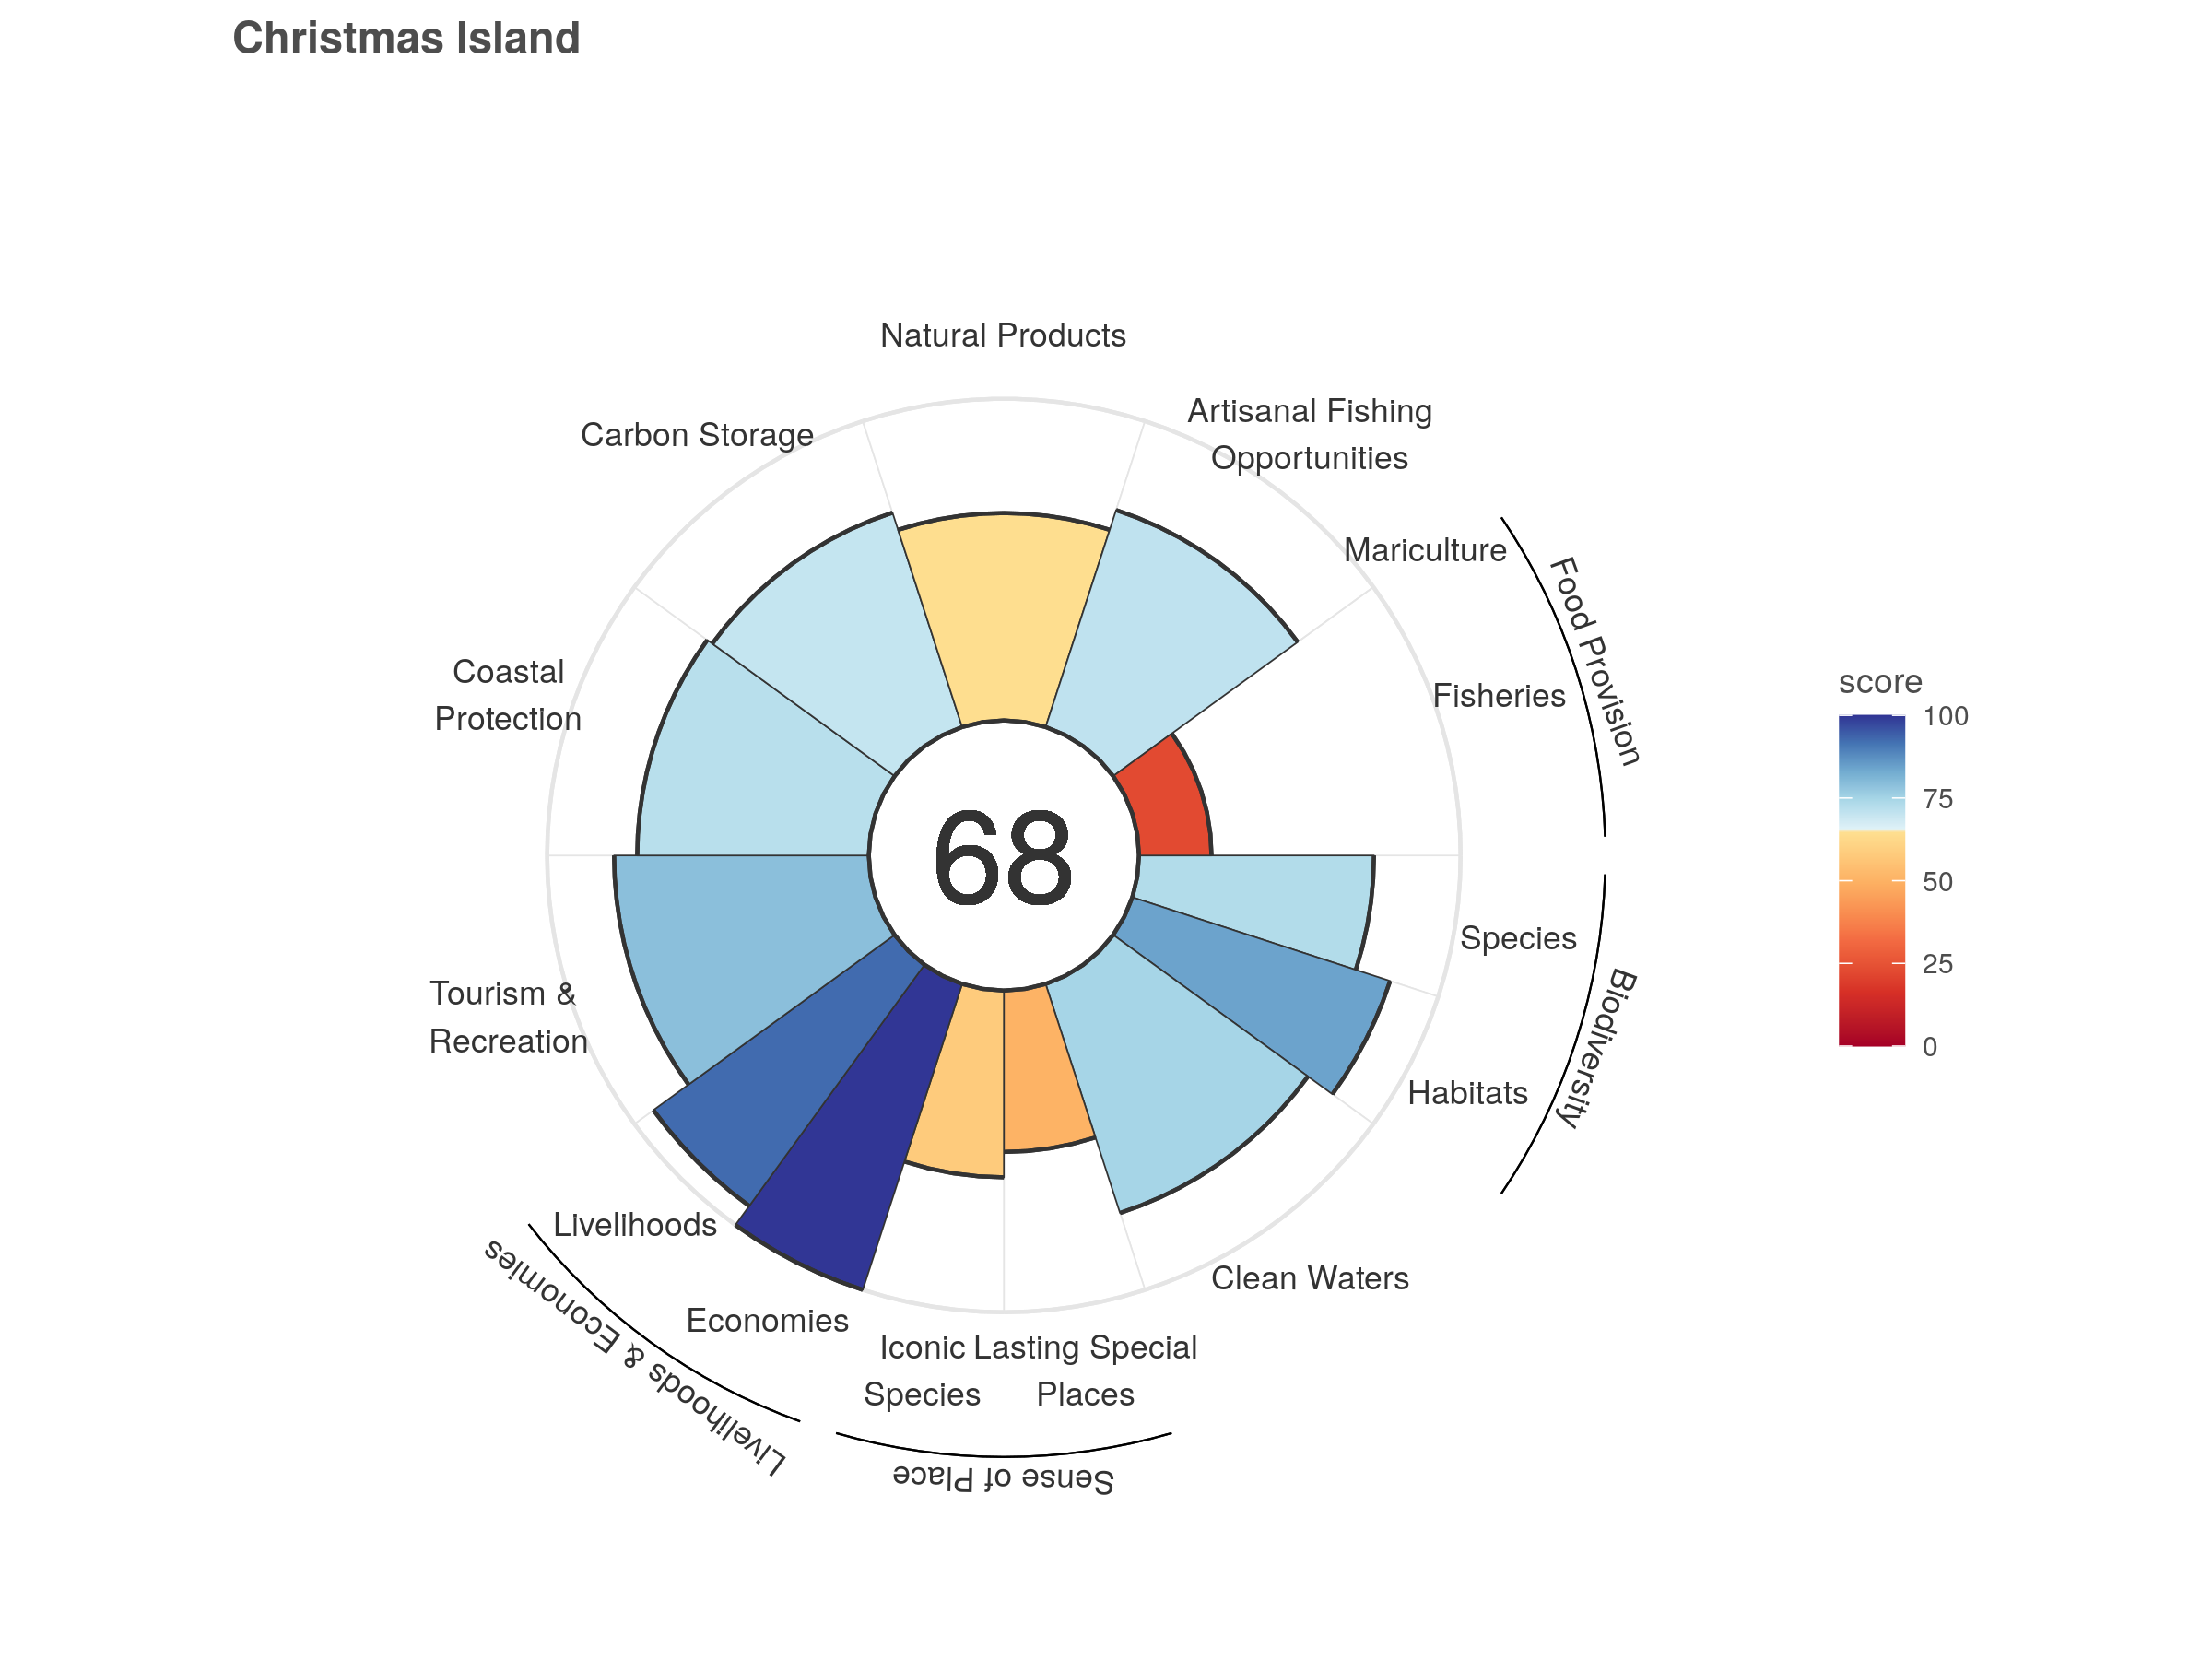 Christmas Island
Natural Products
Carbon Storage
Artisanal Fishing
Opportunities
Mariculture
Fisheries
Food Provision
Coastal
Protection
68
score
100
75
50
25
0
Species
Habitats
Biodiversity
Tourism &
Recreation
Livelihoods
Economies
Livelihoods & Economies
Iconic
Species
Lasting Special
Places
Sense of Place
Clean Waters